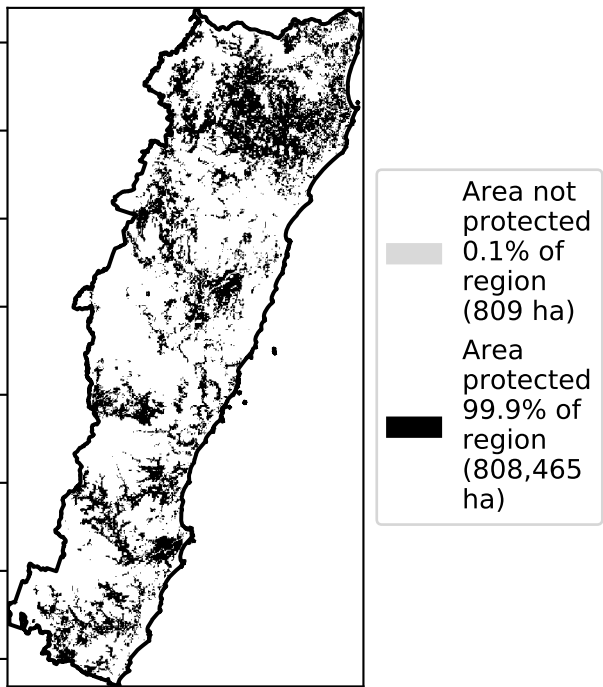 Area not
protected
0.1% of
region
(809 ha)
Area
protected
99.9% of
region
(808,465
ha)